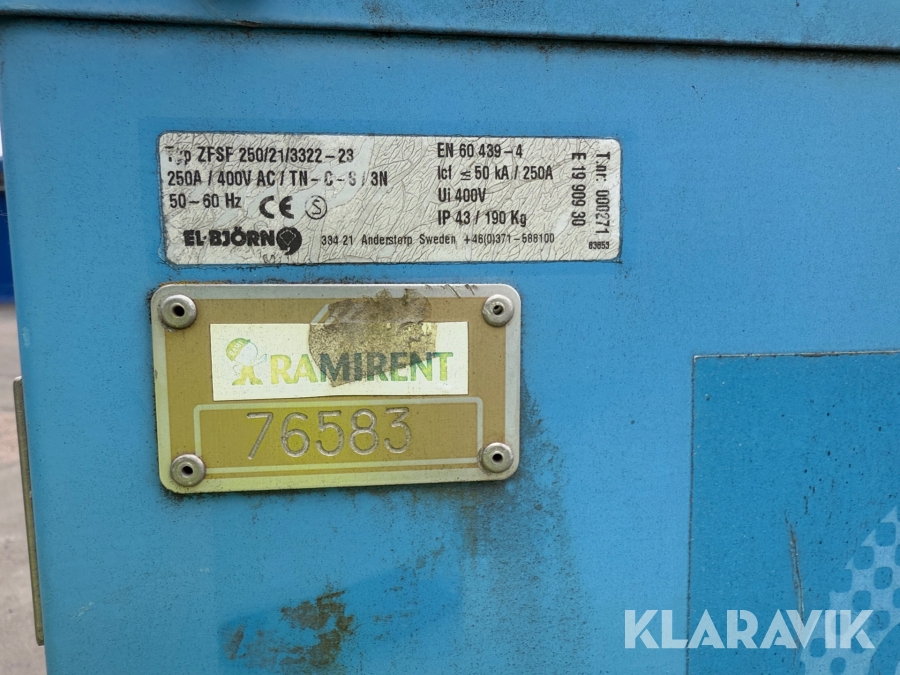 Typ ZFSF 250/21/3322-23
250A / 400V AC / TN-C-S / 3N
50-60 Hz CE S
EL-BJÖRN 334 21 Anderstorp Sweden +46(0)371-588100
EN 60 439-4
Icf ≤ 50 kA / 250A
Ui 400V
IP 43 / 190 Kg
E 19 909 30
T.nr: 000271
83653
RAMIRENT
76583
KLARAVIK